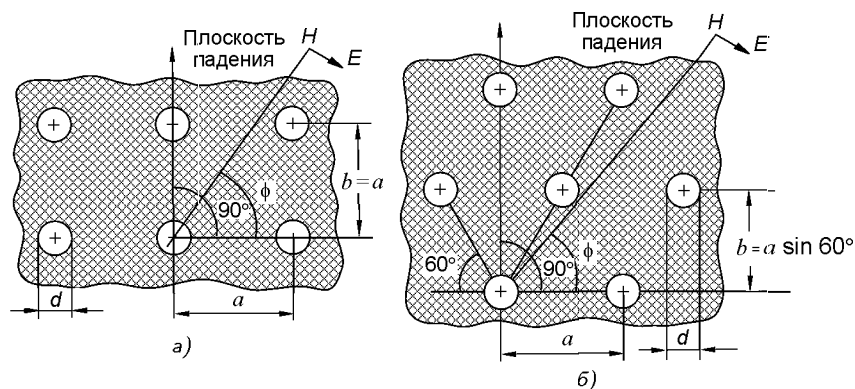 Плоскость падения
H
E
b = a
ϕ
90°
d
a
а)
Плоскость падения
H
E
60°
90°
ϕ
b = a sin 60°
a
d
б)